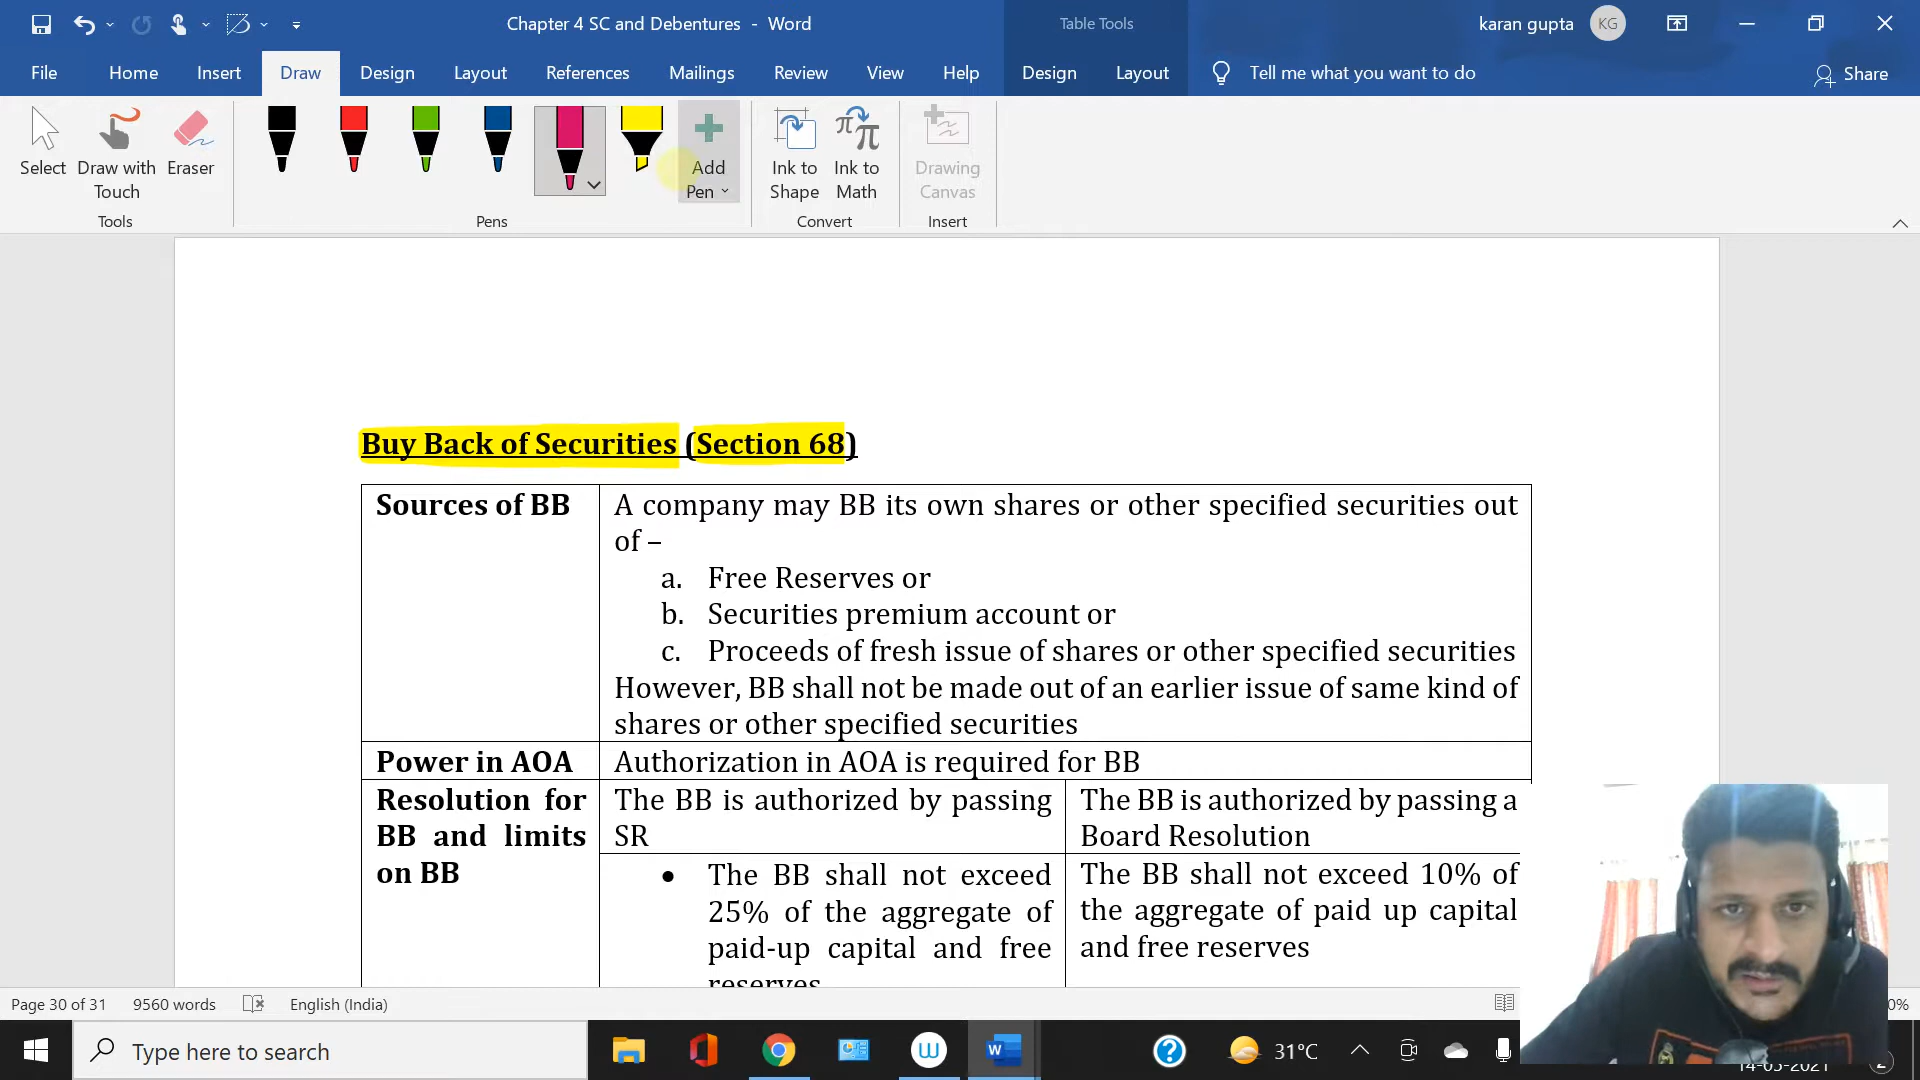 Chapter 4 SC and Debentures - Word
Table Tools
karan gupta
KG
File
Home
Insert
Draw
Design
Layout
References
Mailings
Review
View
Help
Design
Layout
Tell me what you want to do
Share
Select
Draw with Touch
Eraser
Add Pen
Ink to Shape
Ink to Math
Drawing Canvas
Tools
Pens
Convert
Insert
Buy Back of Securities (Section 68)
Sources of BB
A company may BB its own shares or other specified securities out
of –
a. Free Reserves or
b. Securities premium account or
c. Proceeds of fresh issue of shares or other specified securities
However, BB shall not be made out of an earlier issue of same kind of
shares or other specified securities
Power in AOA
Authorization in AOA is required for BB
Resolution for
BB and limits
on BB
The BB is authorized by passing
SR
The BB is authorized by passing a
Board Resolution
• The BB shall not exceed
25% of the aggregate of
paid-up capital and free
reserves
The BB shall not exceed 10% of
the aggregate of paid up capital
and free reserves
Page 30 of 31
9560 words
English (India)
0%
Type here to search
31°C
14-05-2021
2